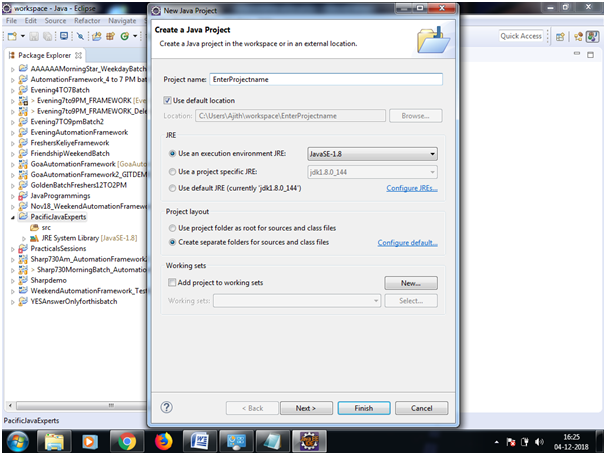 workspace - Java - Eclipse
File Edit Source Refactor Navigate
Quick Access
Package Explorer
AAAAAAMorningStar_WeekdayBatch
AutomationFramework_4 to 7 PM bat
Evening4TO7Batch
> Evening7to9PM_FRAMEWORK [Eveni
> Evening7to9PM_FRAMEWORK_Dele
Evening7TO9pmBatch2
EveningAutomationFramework
FreshersKeliyeFramework
FriendshipWeekendBatch
GoaAutomationFramework [GoaAutom
GoaAutomationFramework2_GITDEM
GoldenBatchFreshers12TO2PM
JavaProgrammings
Nov18_WeekendAutomationFramewor
PacificJavaExperts
src
JRE System Library [JavaSE-1.8]
PracticalsSessions
Sharp730Am_AutomationFramework2
> Sharp730MorningBatch_Automatio
Sharpdemo
WeekendAutomationFramework_Test
YESAnswerOnlyforthisbatch
PacificJavaExperts
New Java Project
Create a Java Project
Create a Java project in the workspace or in an external location.
Project name: EnterProjectname
Use default location
Location: C:\Users\Ajith\workspace\EnterProjectname Browse...
JRE
Use an execution environment JRE: JavaSE-1.8
Use a project specific JRE: jdk1.8.0_144
Use default JRE (currently 'jdk1.8.0_144') Configure JREs...
Project layout
Use project folder as root for sources and class files
Create separate folders for sources and class files Configure default...
Working sets
Add project to working sets New...
Working sets: Select...
? < Back Next > Finish Cancel
16:25
04-12-2018